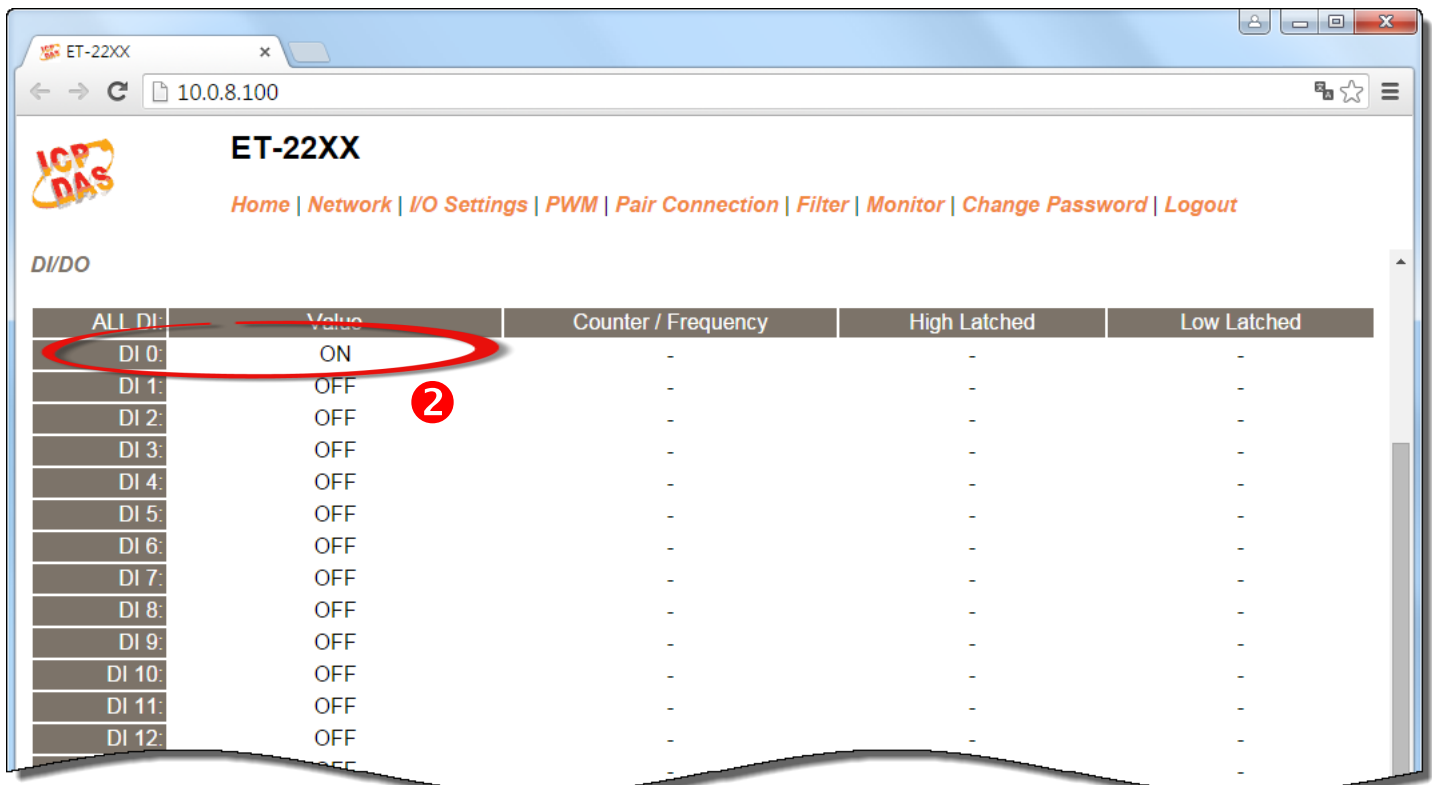 ET-22XX
10.0.8.100
ICP DAS
ET-22XX
Home | Network | I/O Settings | PWM | Pair Connection | Filter | Monitor | Change Password | Logout
DI/DO
ALL DI: Value Counter / Frequency High Latched Low Latched
DI 0: ON - - -
DI 1: OFF - - -
2
DI 2: OFF - - -
DI 3: OFF - - -
DI 4: OFF - - -
DI 5: OFF - - -
DI 6: OFF - - -
DI 7: OFF - - -
DI 8: OFF - - -
DI 9: OFF - - -
DI 10: OFF - - -
DI 11: OFF - - -
DI 12: OFF - - -